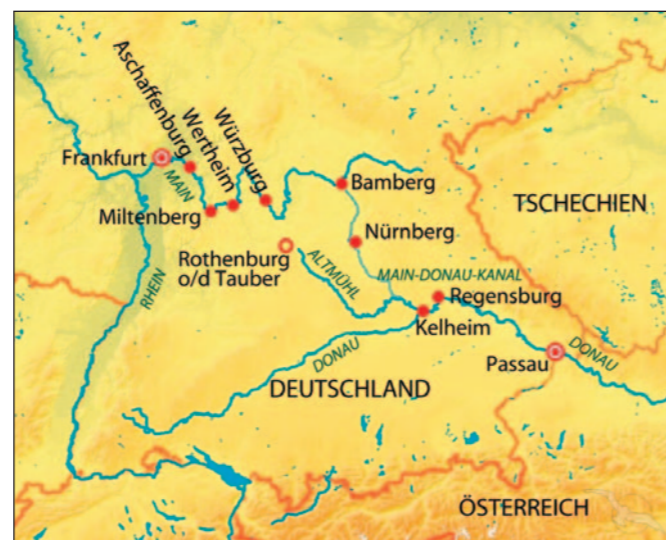 Aschaffenburg
Wertheim
Würzburg
Frankfurt
MAIN
Miltenberg
Bamberg
TSCHECHIEN
Nürnberg
Rothenburg
o/d Tauber
ALTMÜHL
MAIN-DONAU-KANAL
RHEIN
Regensburg
Kelheim
DONAU
Passau
DONAU
DEUTSCHLAND
ÖSTERREICH